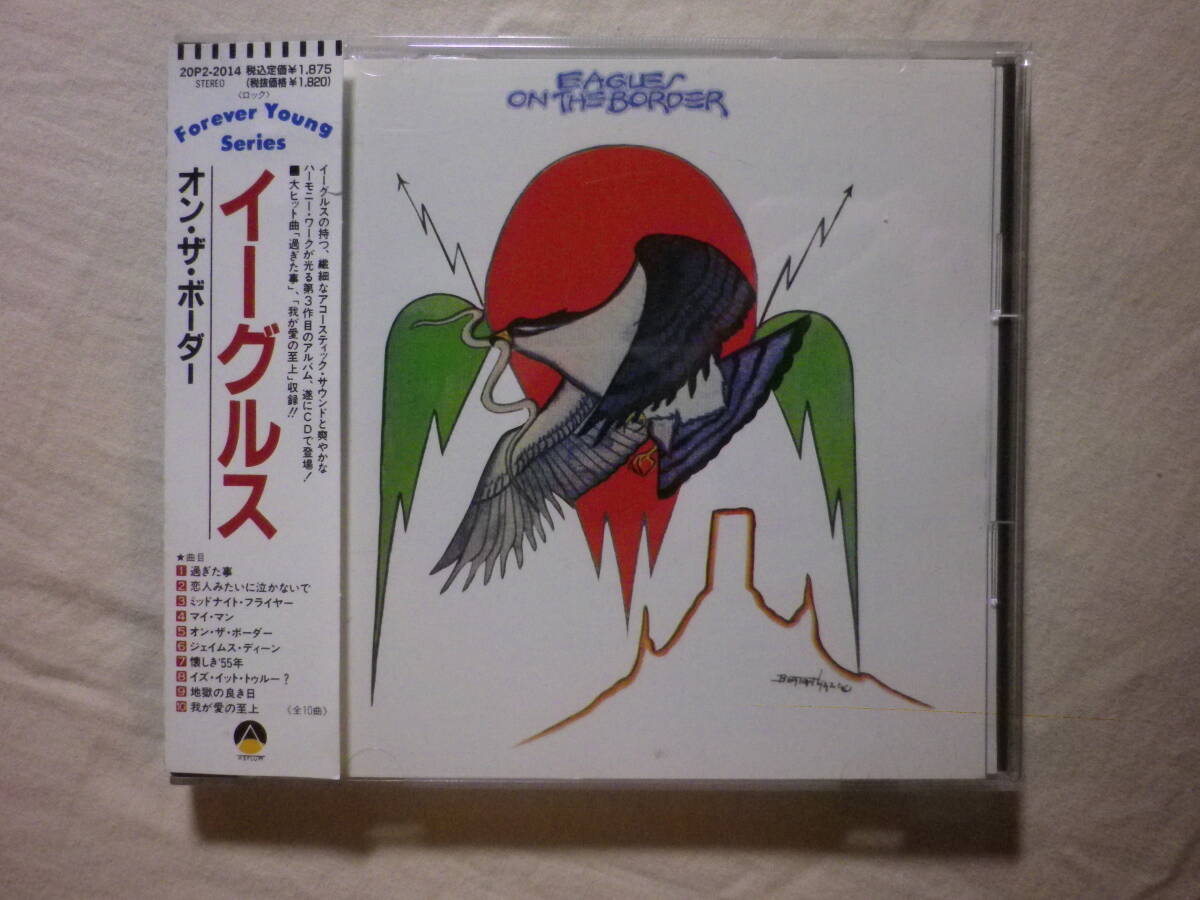 20P2-2014 税込定価¥1,875
STEREO (税抜価格¥1,820)
〈ロック〉
Forever Young
Series
イーグルスの持つ、繊細なアコースティック・サウンドと爽やかな
ハーモニー・ワークが光る第3作目のアルバム、遂にCDで登場!
■大ヒット曲「過ぎた事」、「我が愛の至上」収録!!
イーグルス
オン・ザ・ボーダー
★曲目
1 過ぎた事
2 恋人みたいに泣かないで
3 ミッドナイト・フライヤー
4 マイ・マン
5 オン・ザ・ボーダー
6 ジェイムス・ディーン
7 懐しき'55年
8 イズ・イット・トゥルー?
9 地獄の良き日
10 我が愛の至上 《全10曲》
ASYLUM
EAGLES
ON THE BORDER